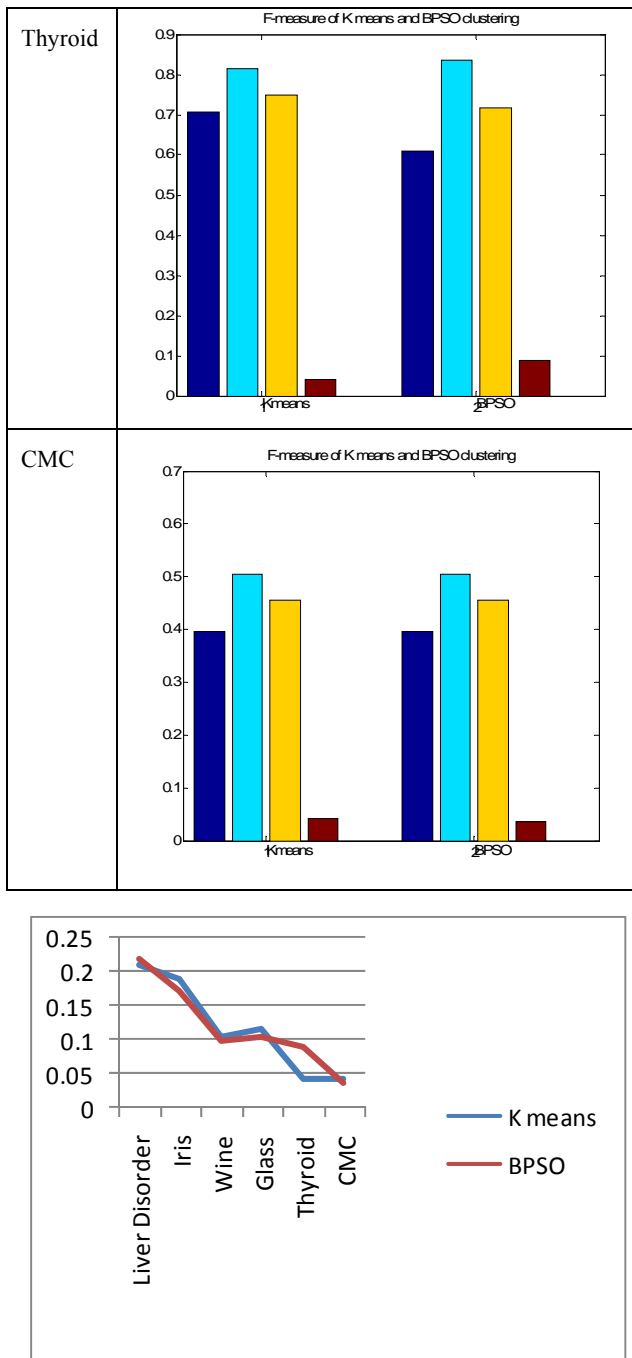 Thyroid
F-measure of K means and BPSO clustering
0.9
0.8
0.7
0.6
0.5
0.4
0.3
0.2
0.1
0
1
Kmeans
2
BPSO
CMC
F-measure of K means and BPSO clustering
0.7
0.6
0.5
0.4
0.3
0.2
0.1
0
1
Kmeans
2
BPSO
0.25
0.2
0.15
0.1
0.05
0
Liver Disorder
Iris
Wine
Glass
Thyroid
CMC
K means
BPSO